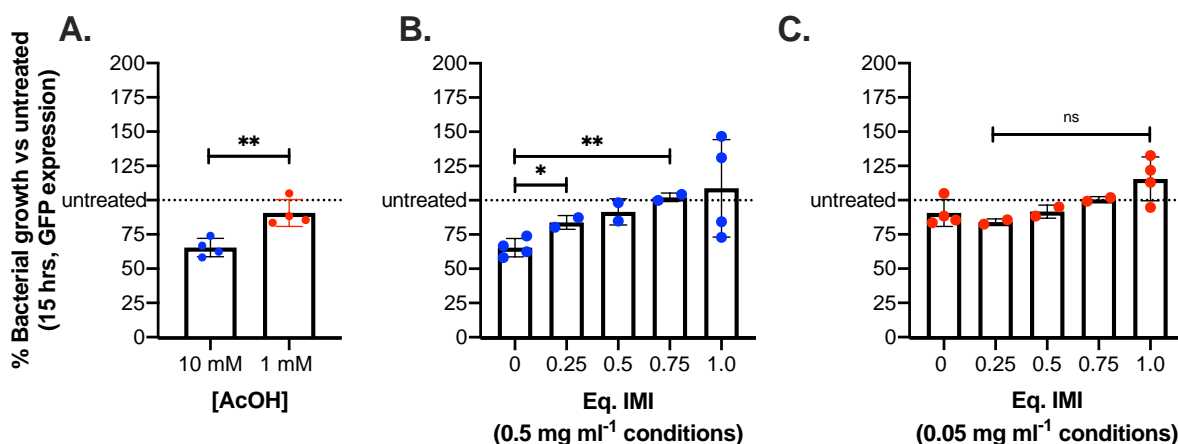 A.
B.
C.
% Bacterial growth vs untreated
(15 hrs, GFP expression)
200
175
150
125
untreated
75
50
25
0
**
10 mM 1 mM
[AcOH]
200
175
150
125
untreated
75
50
25
0
**
*
0 0.25 0.5 0.75 1.0
Eq. IMI
(0.5 mg ml⁻¹ conditions)
200
175
150
125
untreated
75
50
25
0
ns
0 0.25 0.5 0.75 1.0
Eq. IMI
(0.05 mg ml⁻¹ conditions)